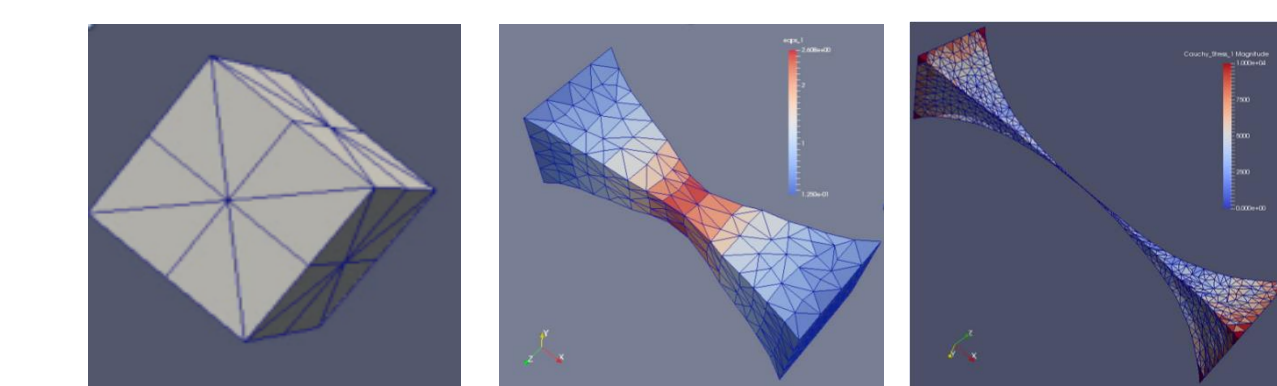 eqps_1
2.608e+00
2
1
1.250e-01
Y
Z
X
Cauchy_Stress_1 Magnitude
1.000e+04
7500
5000
2500
0.000e+00
Z
Y
X